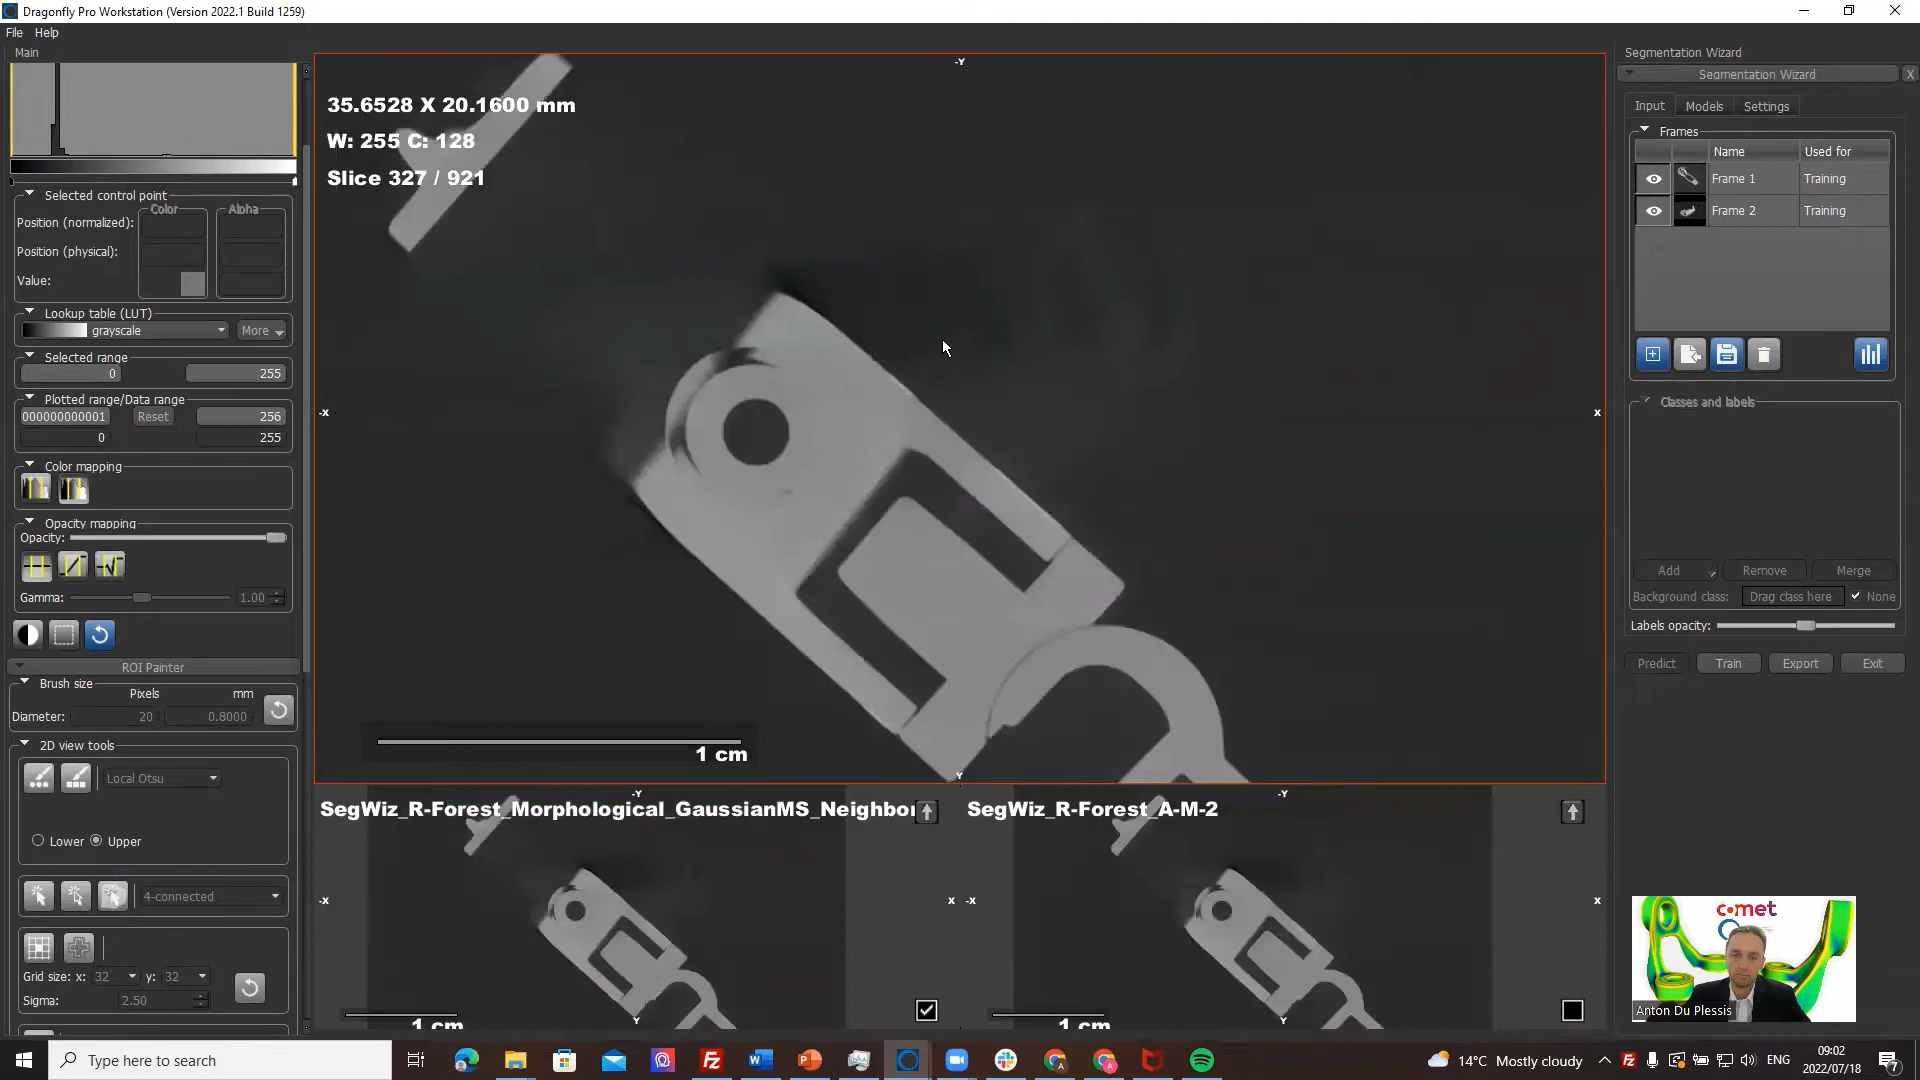 Dragonfly Pro Workstation (Version 2022.1 Build 1259)
File Help
Main
Selected control point
Color Alpha
Position (normalized):
Position (physical):
Value:
Lookup table (LUT)
grayscale More
Selected range
0 255
Plotted range/Data range
000000000001 Reset 256
0 255
Color mapping
Opacity mapping
Opacity:
Gamma: 1.00
ROI Painter
Brush size
Pixels mm
Diameter: 20 0.8000
2D view tools
Local Otsu
Lower Upper
4-connected
Grid size: x: 32 y: 32
Sigma: 2.50
-Y
35.6528 X 20.1600 mm
W: 255 C: 128
Slice 327 / 921
-X X
1 cm
Y
-Y
SegWiz_R-Forest_Morphological_GaussianMS_Neighbor
-X X
1 cm
Y
-Y
SegWiz_R-Forest_A-M-2
-X X
1 cm
Y
Segmentation Wizard
Segmentation Wizard X
Input Models Settings
Frames
Name Used for
Frame 1 Training
Frame 2 Training
Classes and labels
Add Remove Merge
Background class: Drag class here None
Labels opacity:
Predict Train Export Exit
comet
Anton Du Plessis
Type here to search
14°C Mostly cloudy ENG
09:02
2022/07/18
7